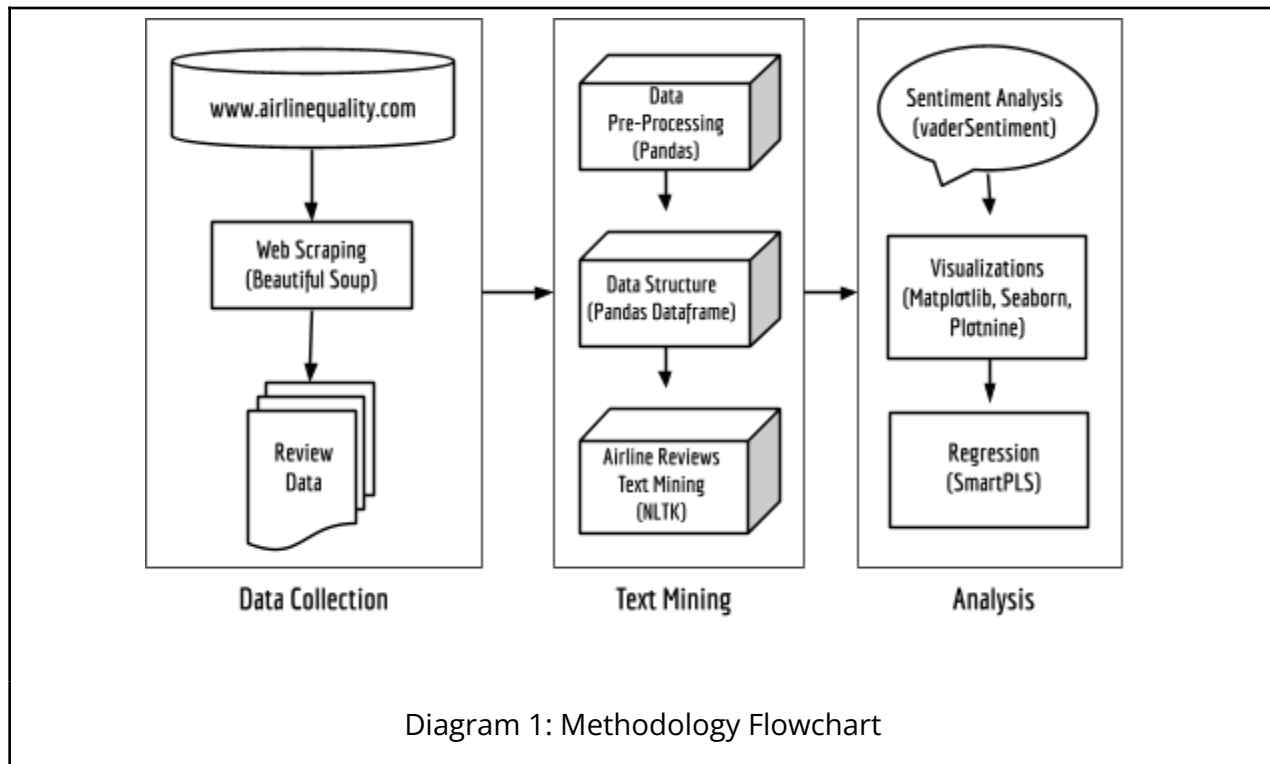 www.airlinequality.com
Web Scraping
(Beautiful Soup)
Review
Data
Data Collection
Data
Pre-Processing
(Pandas)
Data Structure
(Pandas Dataframe)
Airline Reviews
Text Mining
(NLTK)
Text Mining
Sentiment Analysis
(vaderSentiment)
Visualizations
(Matplotlib, Seaborn,
Plotnine)
Regression
(SmartPLS)
Analysis
Diagram 1: Methodology Flowchart